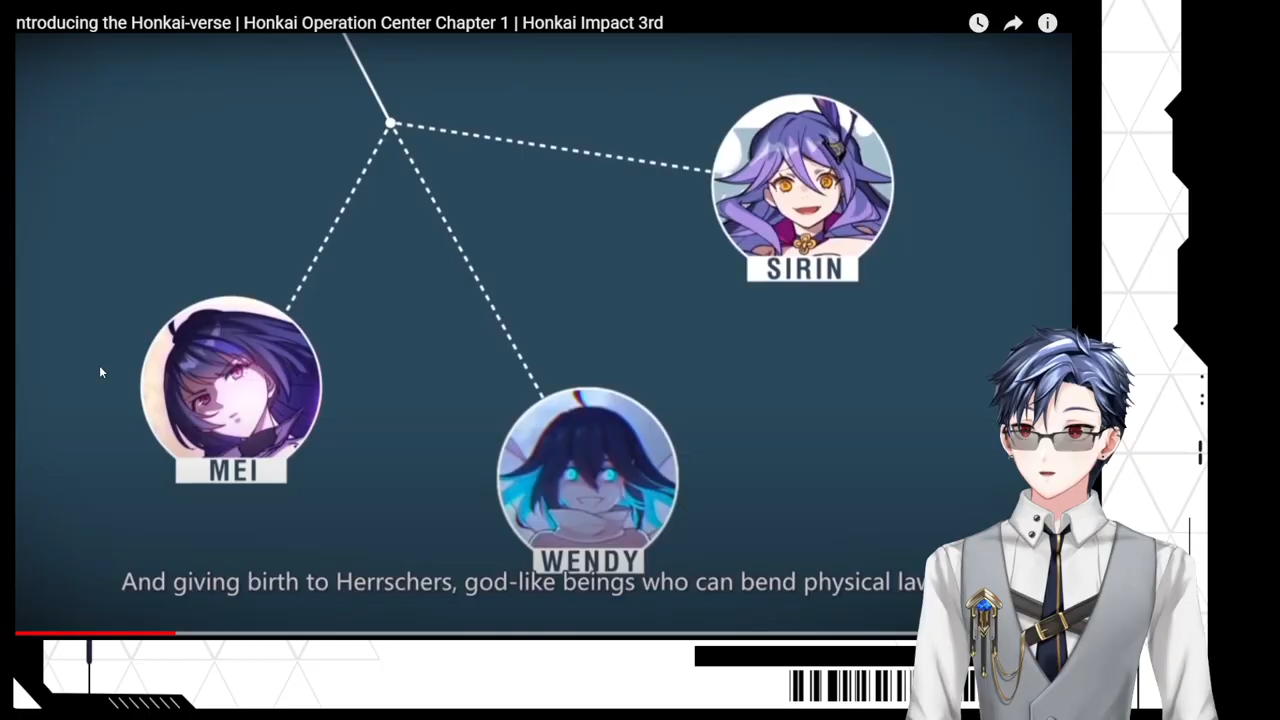 ntroducing the Honkai-verse | Honkai Operation Center Chapter 1 | Honkai Impact 3rd
SIRIN
MEI
WENDY
And giving birth to Herrschers, god-like beings who can bend physical law